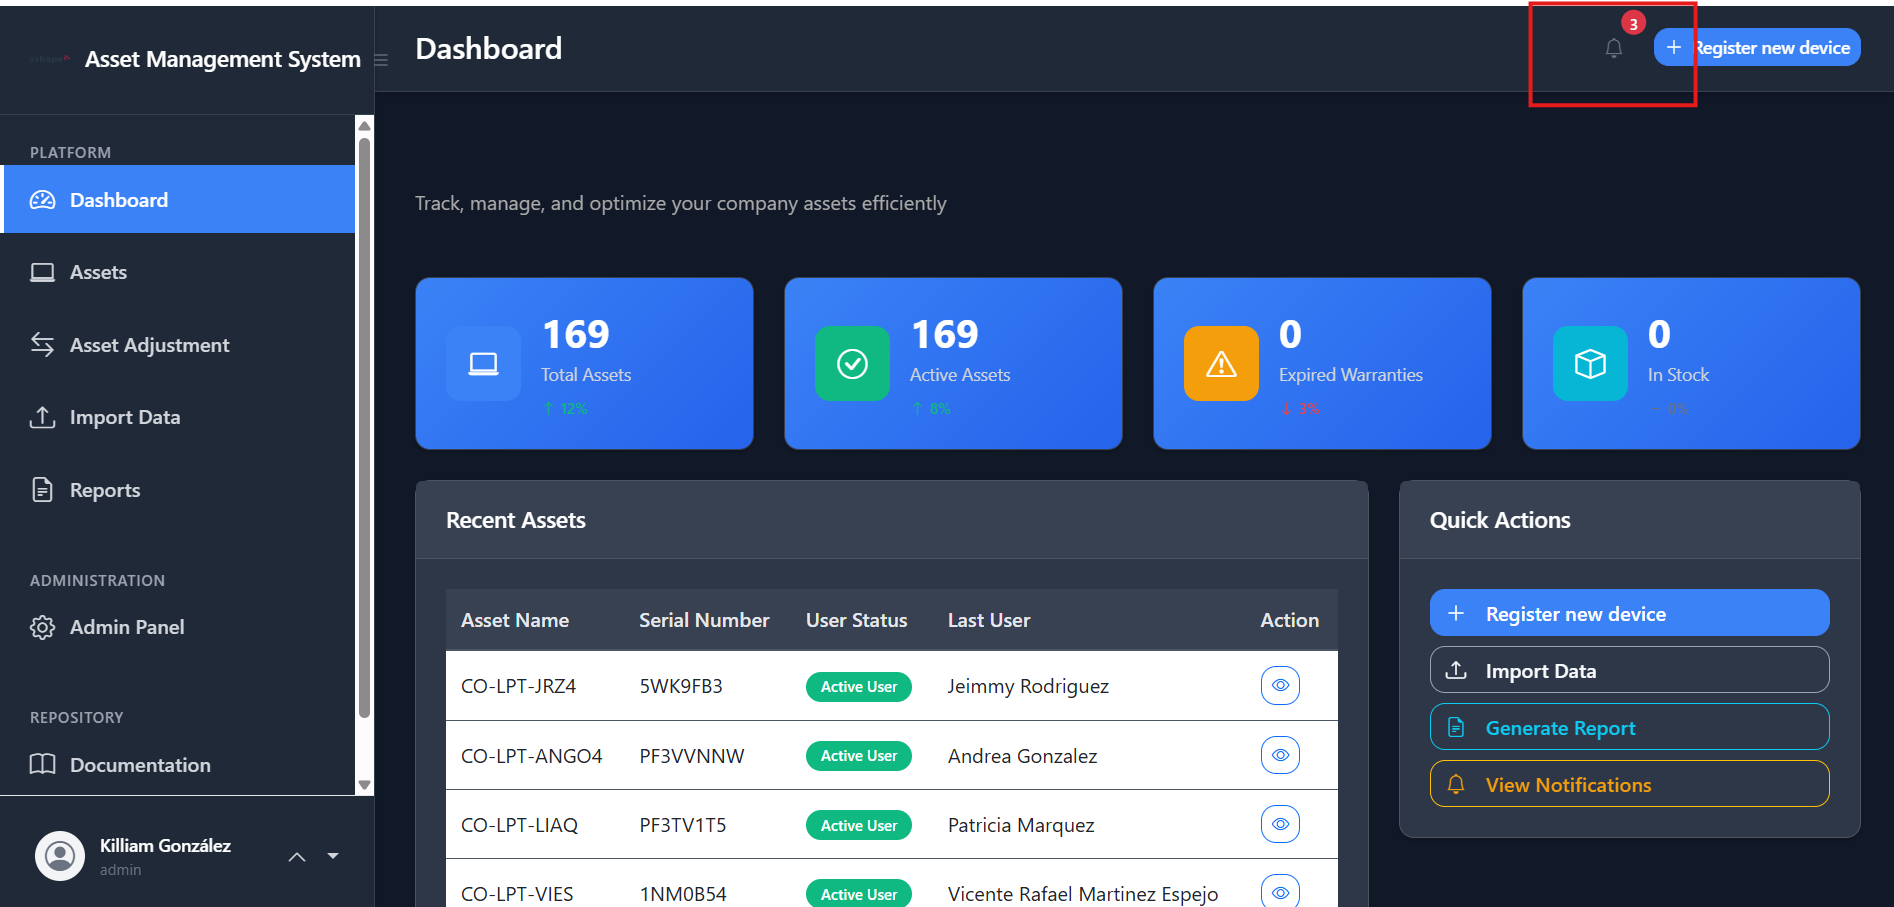 Asset Management System
Dashboard
3
Register new device
PLATFORM
Dashboard
Assets
Asset Adjustment
Import Data
Reports
ADMINISTRATION
Admin Panel
REPOSITORY
Documentation
Killiam González
admin
Track, manage, and optimize your company assets efficiently
169
Total Assets
↑ 12%
169
Active Assets
↑ 8%
0
Expired Warranties
↓ 3%
0
In Stock
Recent Assets
Asset Name Serial Number User Status Last User Action
CO-LPT-JRZ4 5WK9FB3 Active User Jeimmy Rodriguez
CO-LPT-ANGO4 PF3VVNNW Active User Andrea Gonzalez
CO-LPT-LIAQ PF3TV1T5 Active User Patricia Marquez
CO-LPT-VIES 1NM0B54 Active User Vicente Rafael Martinez Espejo
Quick Actions
Register new device
Import Data
Generate Report
View Notifications